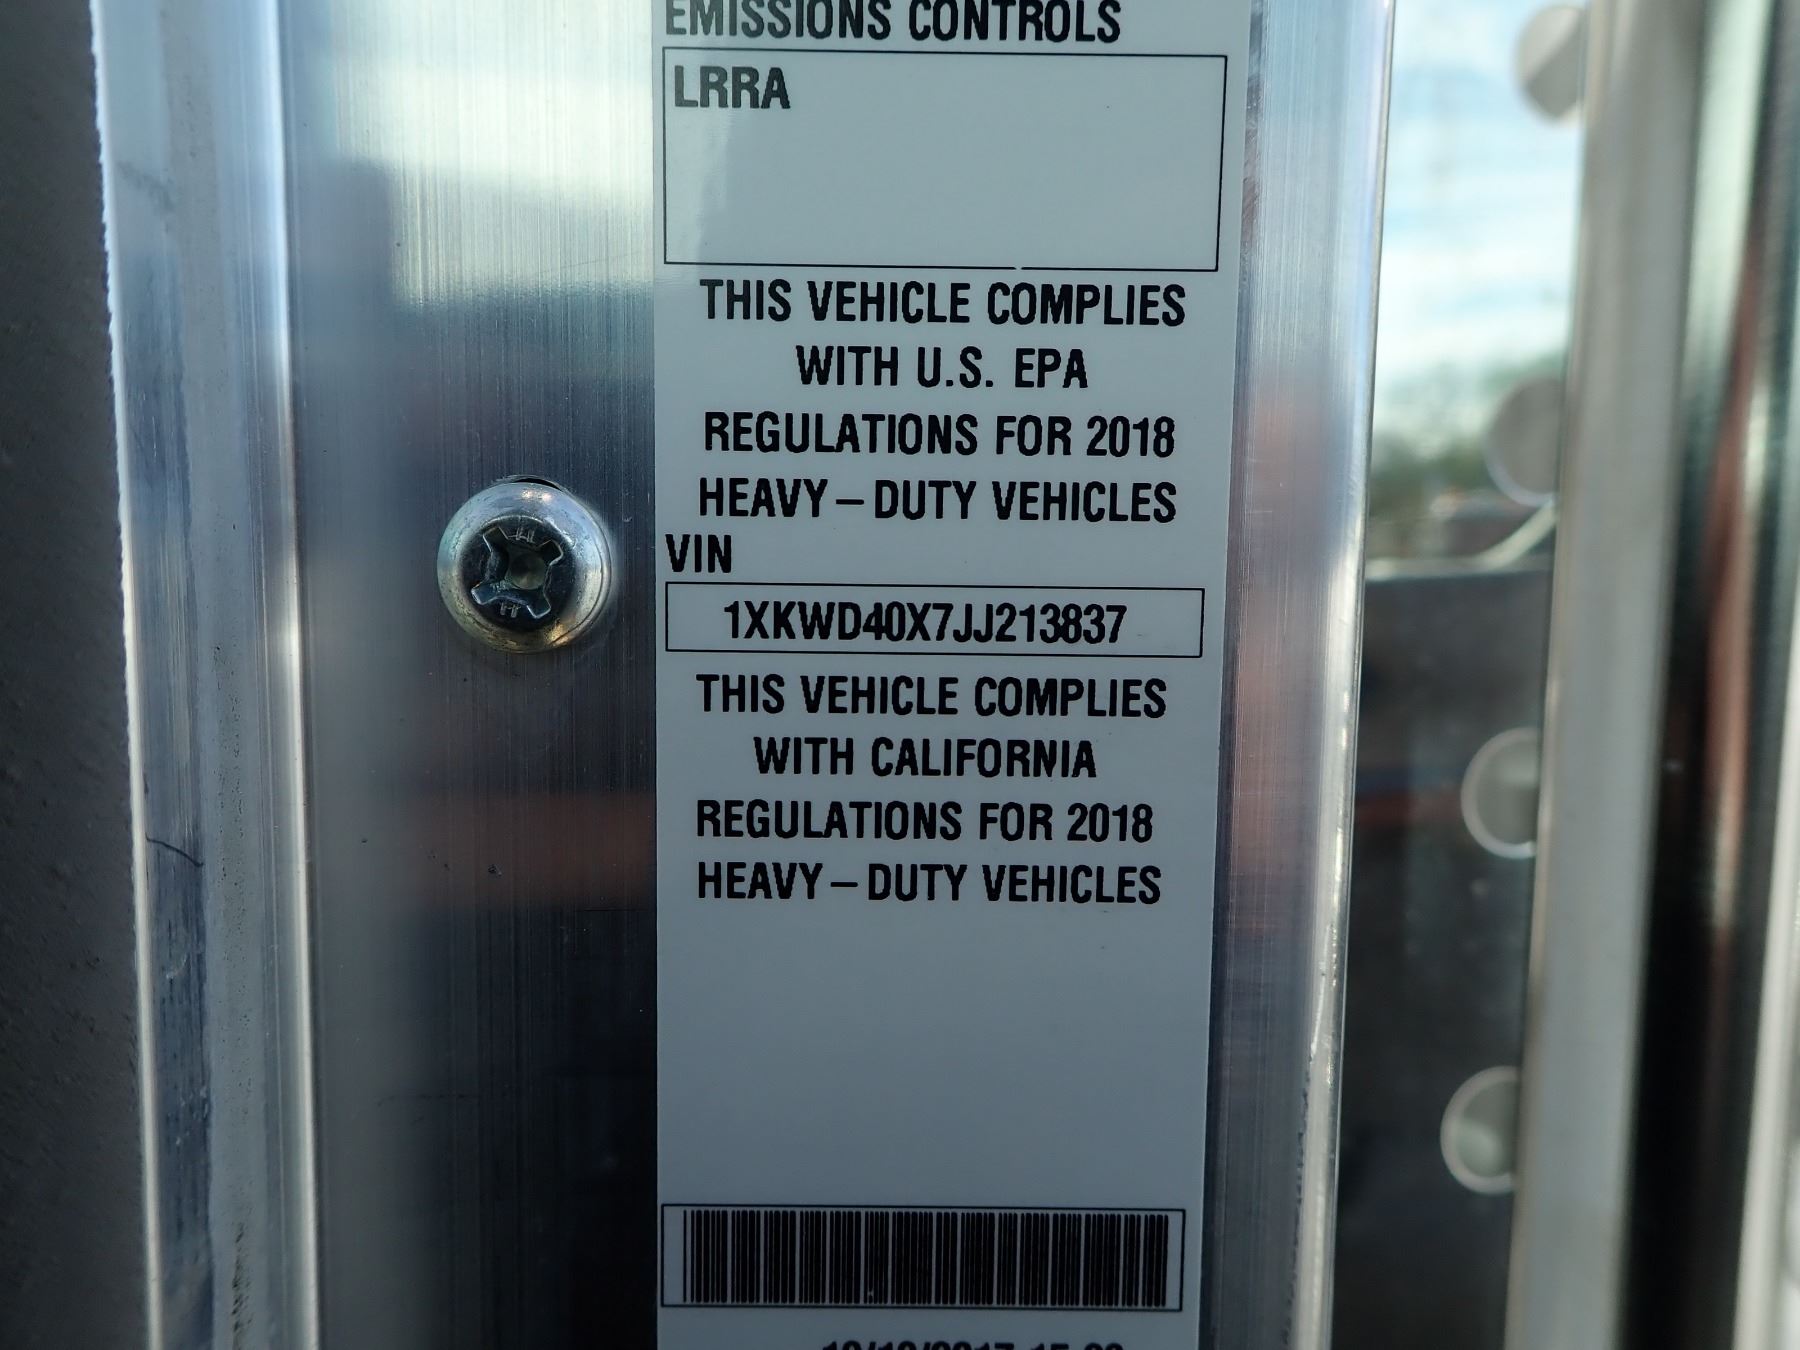 EMISSIONS CONTROLS
LRRA
THIS VEHICLE COMPLIES
WITH U.S. EPA
REGULATIONS FOR 2018
HEAVY–DUTY VEHICLES
VIN
1XKWD40X7JJ213837
THIS VEHICLE COMPLIES
WITH CALIFORNIA
REGULATIONS FOR 2018
HEAVY–DUTY VEHICLES